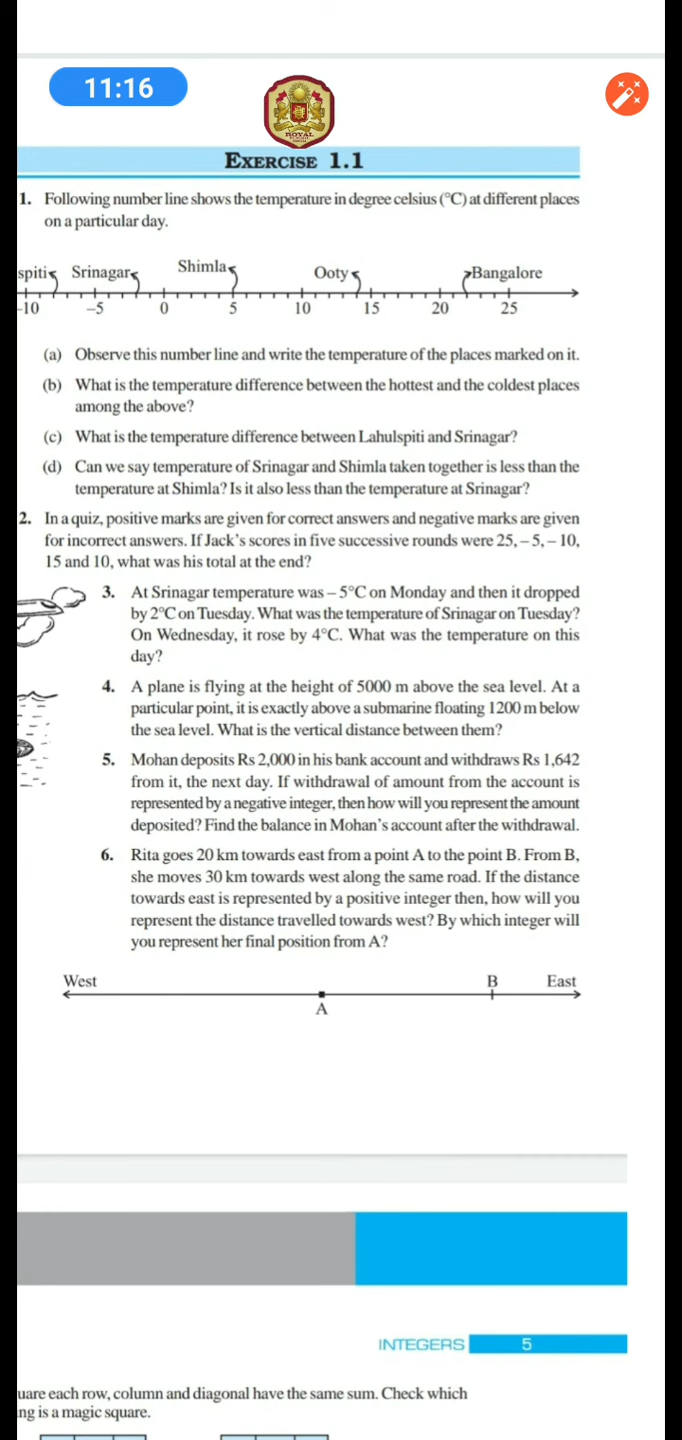 11:16
ROYAL
EXERCISE 1.1
1. Following number line shows the temperature in degree celsius (°C) at different places
on a particular day.
spiti Srinagar Shimla Ooty Bangalore
-10 –5 0 5 10 15 20 25
(a) Observe this number line and write the temperature of the places marked on it.
(b) What is the temperature difference between the hottest and the coldest places
among the above?
(c) What is the temperature difference between Lahulspiti and Srinagar?
(d) Can we say temperature of Srinagar and Shimla taken together is less than the
temperature at Shimla? Is it also less than the temperature at Srinagar?
2. In a quiz, positive marks are given for correct answers and negative marks are given
for incorrect answers. If Jack's scores in five successive rounds were 25, – 5, – 10,
15 and 10, what was his total at the end?
3. At Srinagar temperature was – 5°C on Monday and then it dropped
by 2°C on Tuesday. What was the temperature of Srinagar on Tuesday?
On Wednesday, it rose by 4°C. What was the temperature on this
day?
4. A plane is flying at the height of 5000 m above the sea level. At a
particular point, it is exactly above a submarine floating 1200 m below
the sea level. What is the vertical distance between them?
5. Mohan deposits Rs 2,000 in his bank account and withdraws Rs 1,642
from it, the next day. If withdrawal of amount from the account is
represented by a negative integer, then how will you represent the amount
deposited? Find the balance in Mohan's account after the withdrawal.
6. Rita goes 20 km towards east from a point A to the point B. From B,
she moves 30 km towards west along the same road. If the distance
towards east is represented by a positive integer then, how will you
represent the distance travelled towards west? By which integer will
you represent her final position from A?
West B East
A
INTEGERS 5
uare each row, column and diagonal have the same sum. Check which
ng is a magic square.